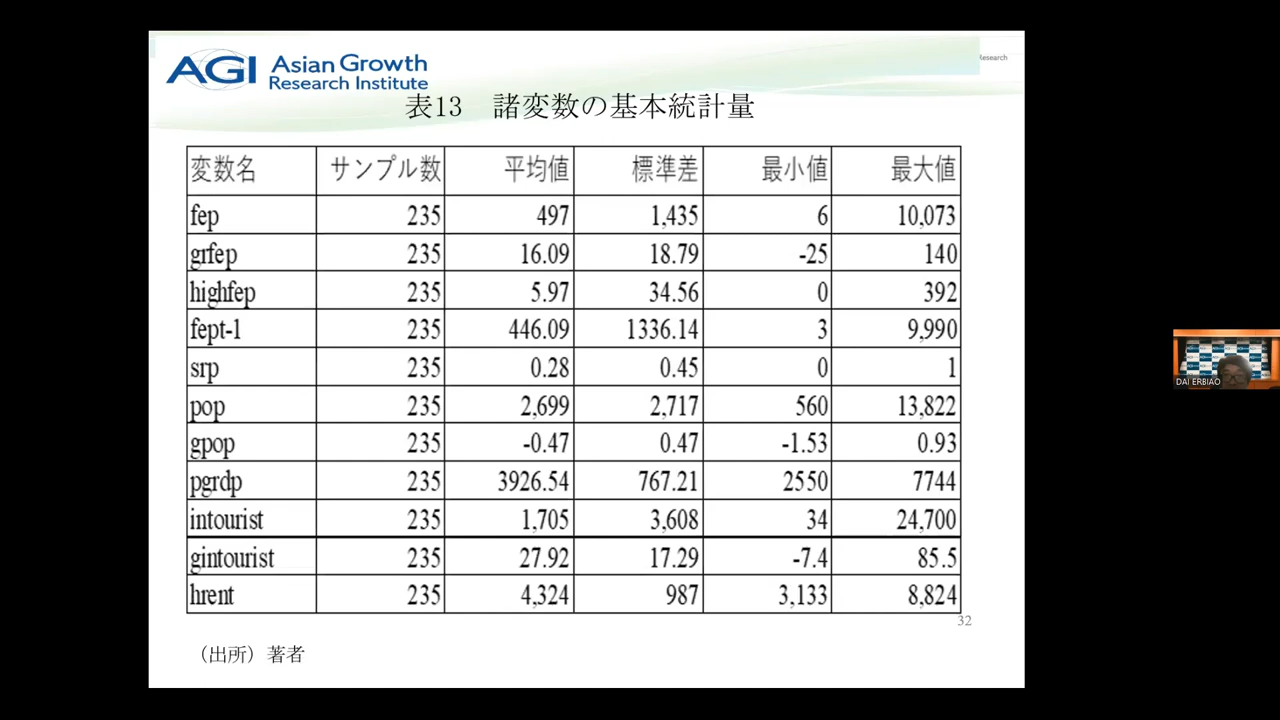 AGI Asian Growth Research Institute
Research
表13　諸変数の基本統計量
変数名 サンプル数 平均値 標準差 最小値 最大値
fep 235 497 1,435 6 10,073
grfep 235 16.09 18.79 -25 140
highfep 235 5.97 34.56 0 392
fept-1 235 446.09 1336.14 3 9,990
srp 235 0.28 0.45 0 1
pop 235 2,699 2,717 560 13,822
gpop 235 -0.47 0.47 -1.53 0.93
pgrdp 235 3926.54 767.21 2550 7744
intourist 235 1,705 3,608 34 24,700
gintourist 235 27.92 17.29 -7.4 85.5
hrent 235 4,324 987 3,133 8,824
32
（出所）著者
DAI ERBIAO